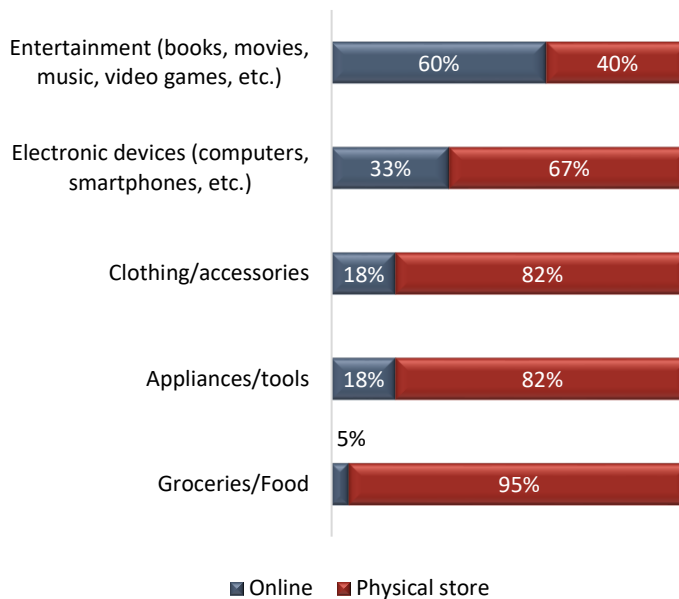 Entertainment (books, movies,
music, video games, etc.)
60%
40%
Electronic devices (computers,
smartphones, etc.)
33%
67%
Clothing/accessories
18%
82%
Appliances/tools
18%
82%
5%
Groceries/Food
95%
Online
Physical store